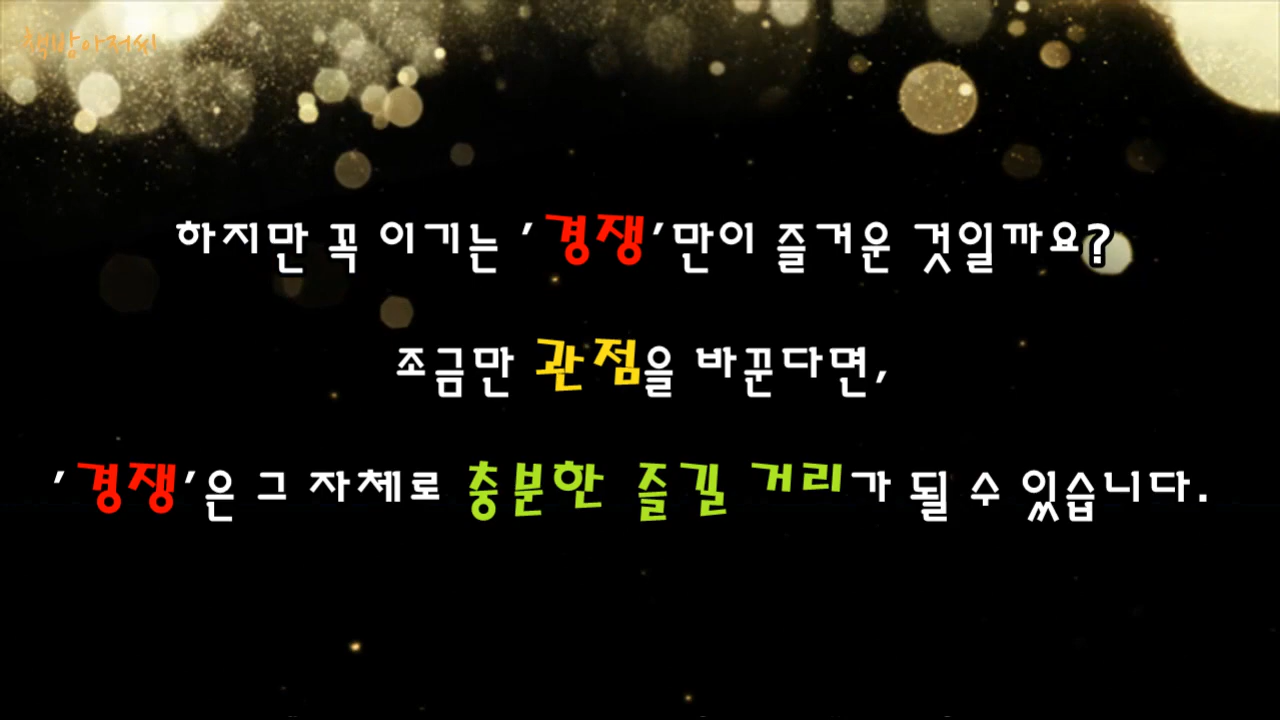 책방아저씨
하지만 꼭 이기는 '경쟁'만이 즐거운 것일까요?
조금만 관점을 바꾼다면,
'경쟁'은 그 자체로 충분한 즐길 거리가 될 수 있습니다.